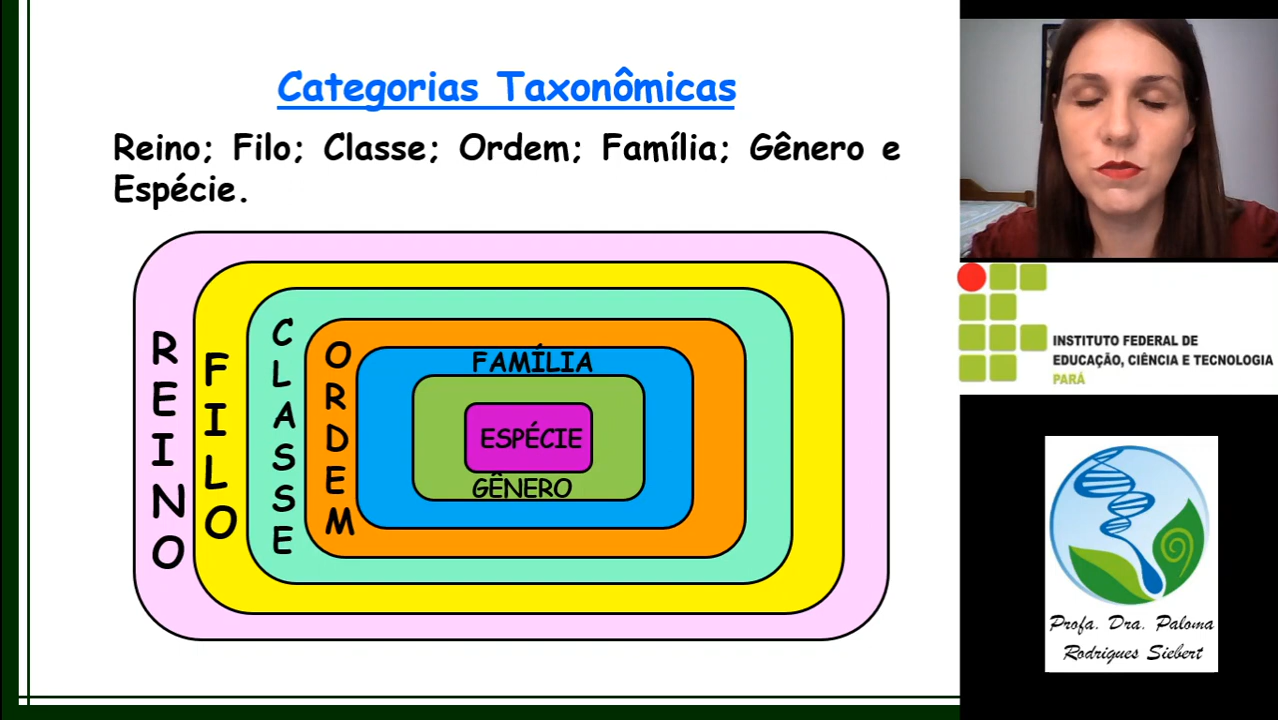 Categorias Taxonômicas
Reino; Filo; Classe; Ordem; Família; Gênero e
Espécie.
REINO
FILO
CLASSE
ORDEM
FAMÍLIA
ESPÉCIE
GÊNERO
INSTITUTO FEDERAL DE
EDUCAÇÃO, CIÊNCIA E TECNOLOGIA
PARÁ
Profa. Dra. Paloma
Rodrigues Siebert